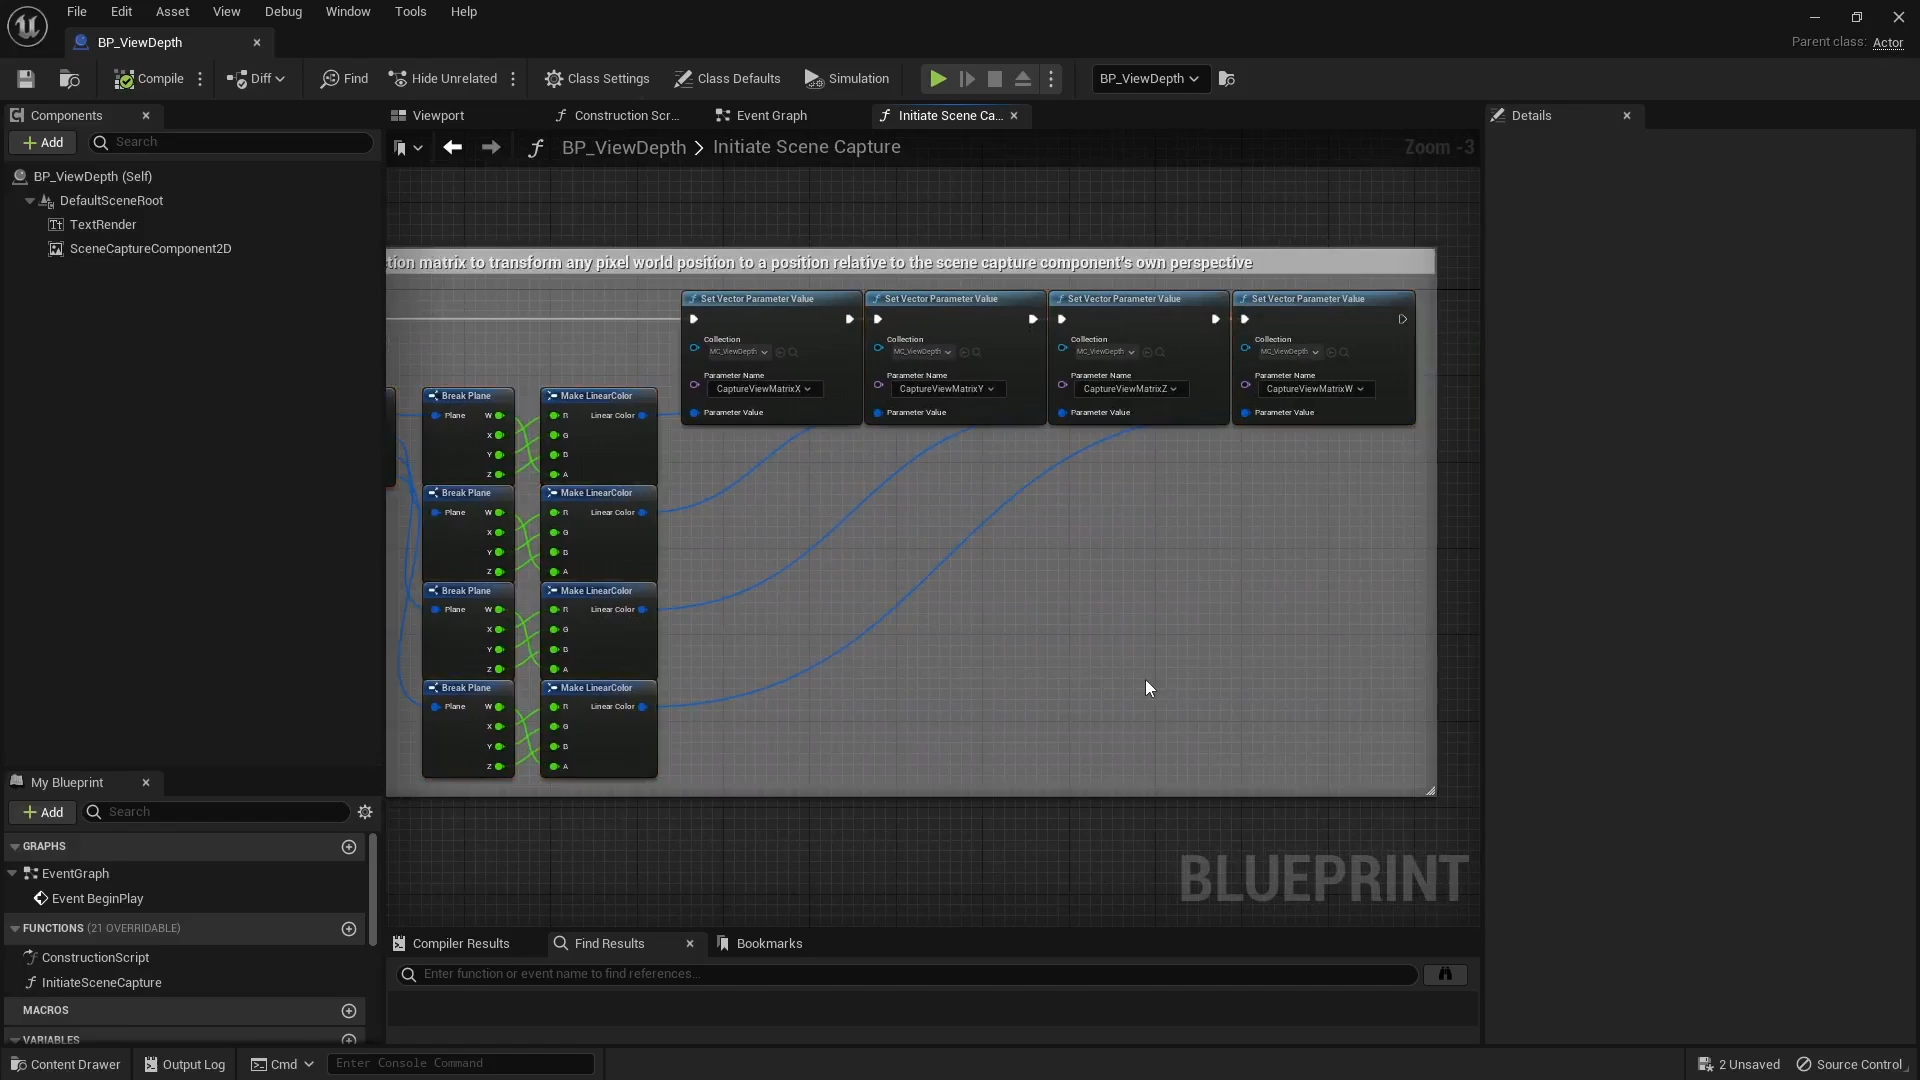 File Edit Asset View Debug Window Tools Help
BP_ViewDepth
Parent class: Actor
Compile Diff Find Hide Unrelated Class Settings Class Defaults Simulation BP_ViewDepth
Components
Add Search
BP_ViewDepth (Self)
DefaultSceneRoot
TextRender
SceneCaptureComponent2D
My Blueprint
Add Search
GRAPHS
EventGraph
Event BeginPlay
FUNCTIONS (21 OVERRIDABLE)
ConstructionScript
InitiateSceneCapture
MACROS
VARIABLES
Viewport Construction Scr... Event Graph Initiate Scene Ca...
BP_ViewDepth > Initiate Scene Capture
Zoom -3
tion matrix to transform any pixel world position to a position relative to the scene capture component's own perspective
Set Vector Parameter Value Set Vector Parameter Value Set Vector Parameter Value Set Vector Parameter Value
Collection Collection Collection Collection
MC_ViewDepth MC_ViewDepth MC_ViewDepth MC_ViewDepth
Parameter Name Parameter Name Parameter Name Parameter Name
CaptureViewMatrixX CaptureViewMatrixY CaptureViewMatrixZ CaptureViewMatrixW
Parameter Value Parameter Value Parameter Value Parameter Value
Break Plane Make LinearColor
Plane W R Linear Color
X G
Y B
Z A
Break Plane Make LinearColor
Plane W R Linear Color
X G
Y B
Z A
Break Plane Make LinearColor
Plane W R Linear Color
X G
Y B
Z A
Break Plane Make LinearColor
Plane W R Linear Color
X G
Y B
Z A
BLUEPRINT
Compiler Results Find Results Bookmarks
Enter function or event name to find references...
Details
Content Drawer Output Log Cmd Enter Console Command
2 Unsaved Source Control